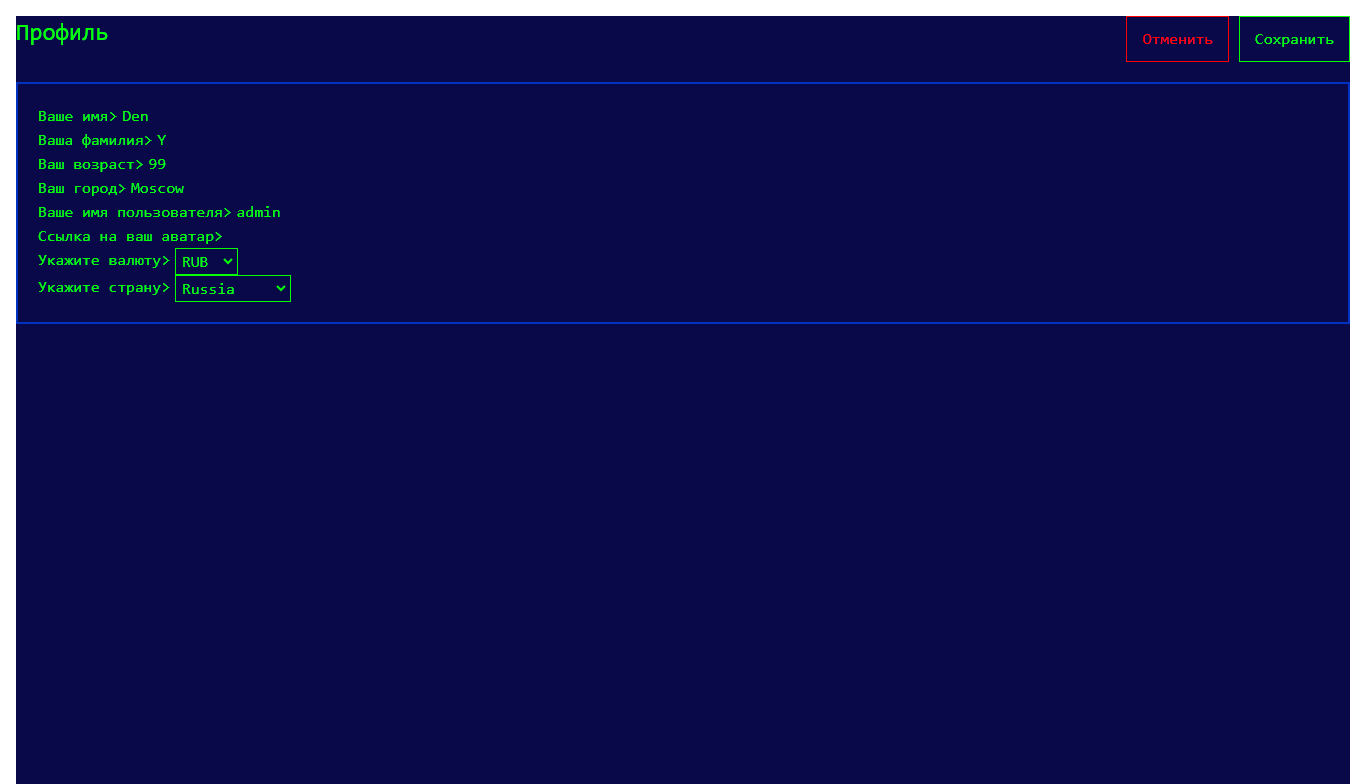 Профиль
Отменить
Сохранить
Ваше имя> Den
Ваша фамилия> Y
Ваш возраст> 99
Ваш город> Moscow
Ваше имя пользователя> admin
Ссылка на ваш аватар>
Укажите валюту> RUB
Укажите страну> Russia